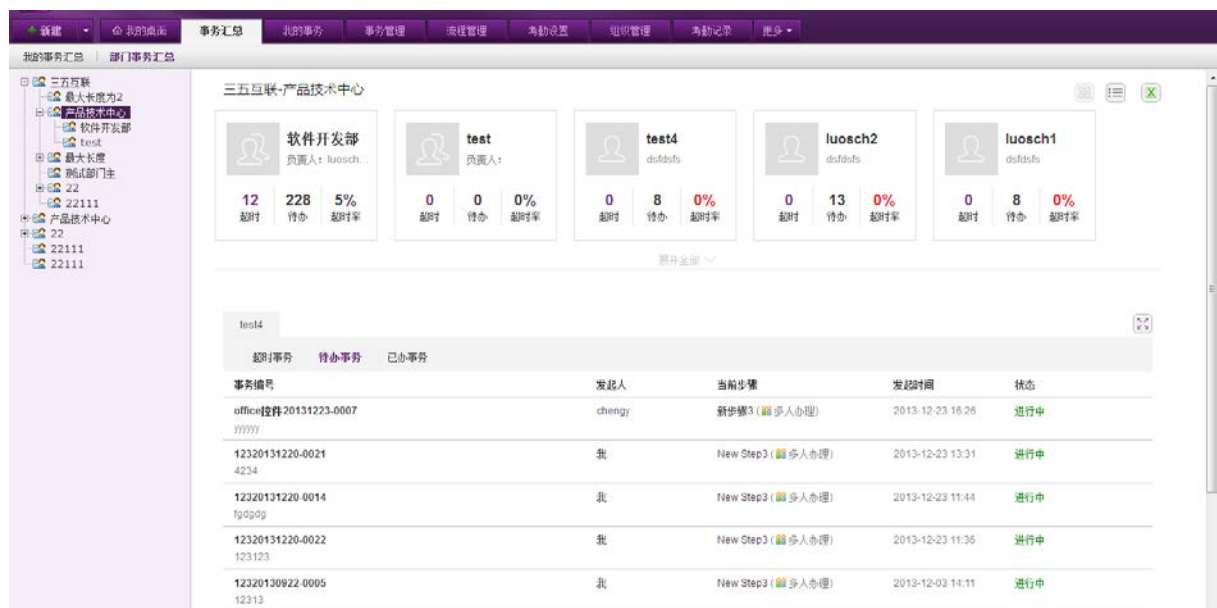 新建 我的桌面 事务汇总 我的事务 事务管理 流程管理 考勤设置 组织管理 考勤记录 更多
我的事务汇总 部门事务汇总
三五互联
最大长度为2
产品技术中心
软件开发部
test
最大长度
测试部门主
22
22111
产品技术中心
22
22111
22111
三五互联-产品技术中心
软件开发部
负责人：luosch...
12 228 5%
超时 待办 超时率
test
负责人：
0 0 0%
超时 待办 超时率
test4
dsfdsfs
0 8 0%
超时 待办 超时率
luosch2
dsfdsfs
0 13 0%
超时 待办 超时率
luosch1
dsfdsfs
0 8 0%
超时 待办 超时率
展开全部
test4
超时事务 待办事务 已办事务
事务编号 发起人 当前步骤 发起时间 状态
office控件20131223-0007 chengy 新步骤3 (多人办理) 2013-12-23 16:26 进行中
yyyyyy
12320131220-0021 我 New Step3 (多人办理) 2013-12-23 13:31 进行中
4234
12320131220-0014 我 New Step3 (多人办理) 2013-12-23 11:44 进行中
fgdgdg
12320131220-0022 我 New Step3 (多人办理) 2013-12-23 11:36 进行中
123123
12320130922-0005 我 New Step3 (多人办理) 2013-12-03 14:11 进行中
12313